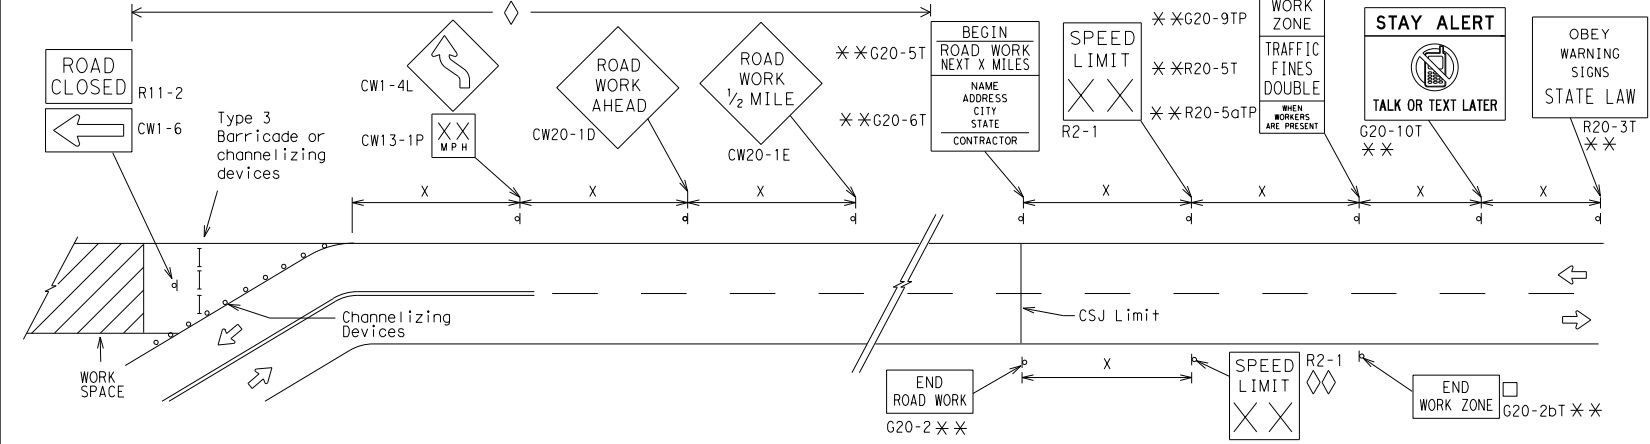 ROAD
CLOSED
R11-2
CW1-6
Type 3
Barricade or
channelizing
devices
CW1-4L
XX
MPH
CW13-1P
ROAD
WORK
AHEAD
CW20-1D
ROAD
WORK
1/2 MILE
CW20-1E
**G20-5T
**G20-6T
BEGIN
ROAD WORK
NEXT X MILES
NAME
ADDRESS
CITY
STATE
CONTRACTOR
SPEED
LIMIT
XX
R2-1
**G20-9TP
**R20-5T
**R20-5aTP
WORK
ZONE
TRAFFIC
FINES
DOUBLE
WHEN
WORKERS
ARE PRESENT
STAY ALERT
TALK OR TEXT LATER
G20-10T
**
OBEY
WARNING
SIGNS
STATE LAW
R20-3T
**
X X X X X X X
Channelizing
Devices
CSJ Limit
WORK
SPACE
END
ROAD WORK
G20-2 **
X
SPEED
LIMIT
XX
R2-1
END
WORK ZONE
G20-2bT **